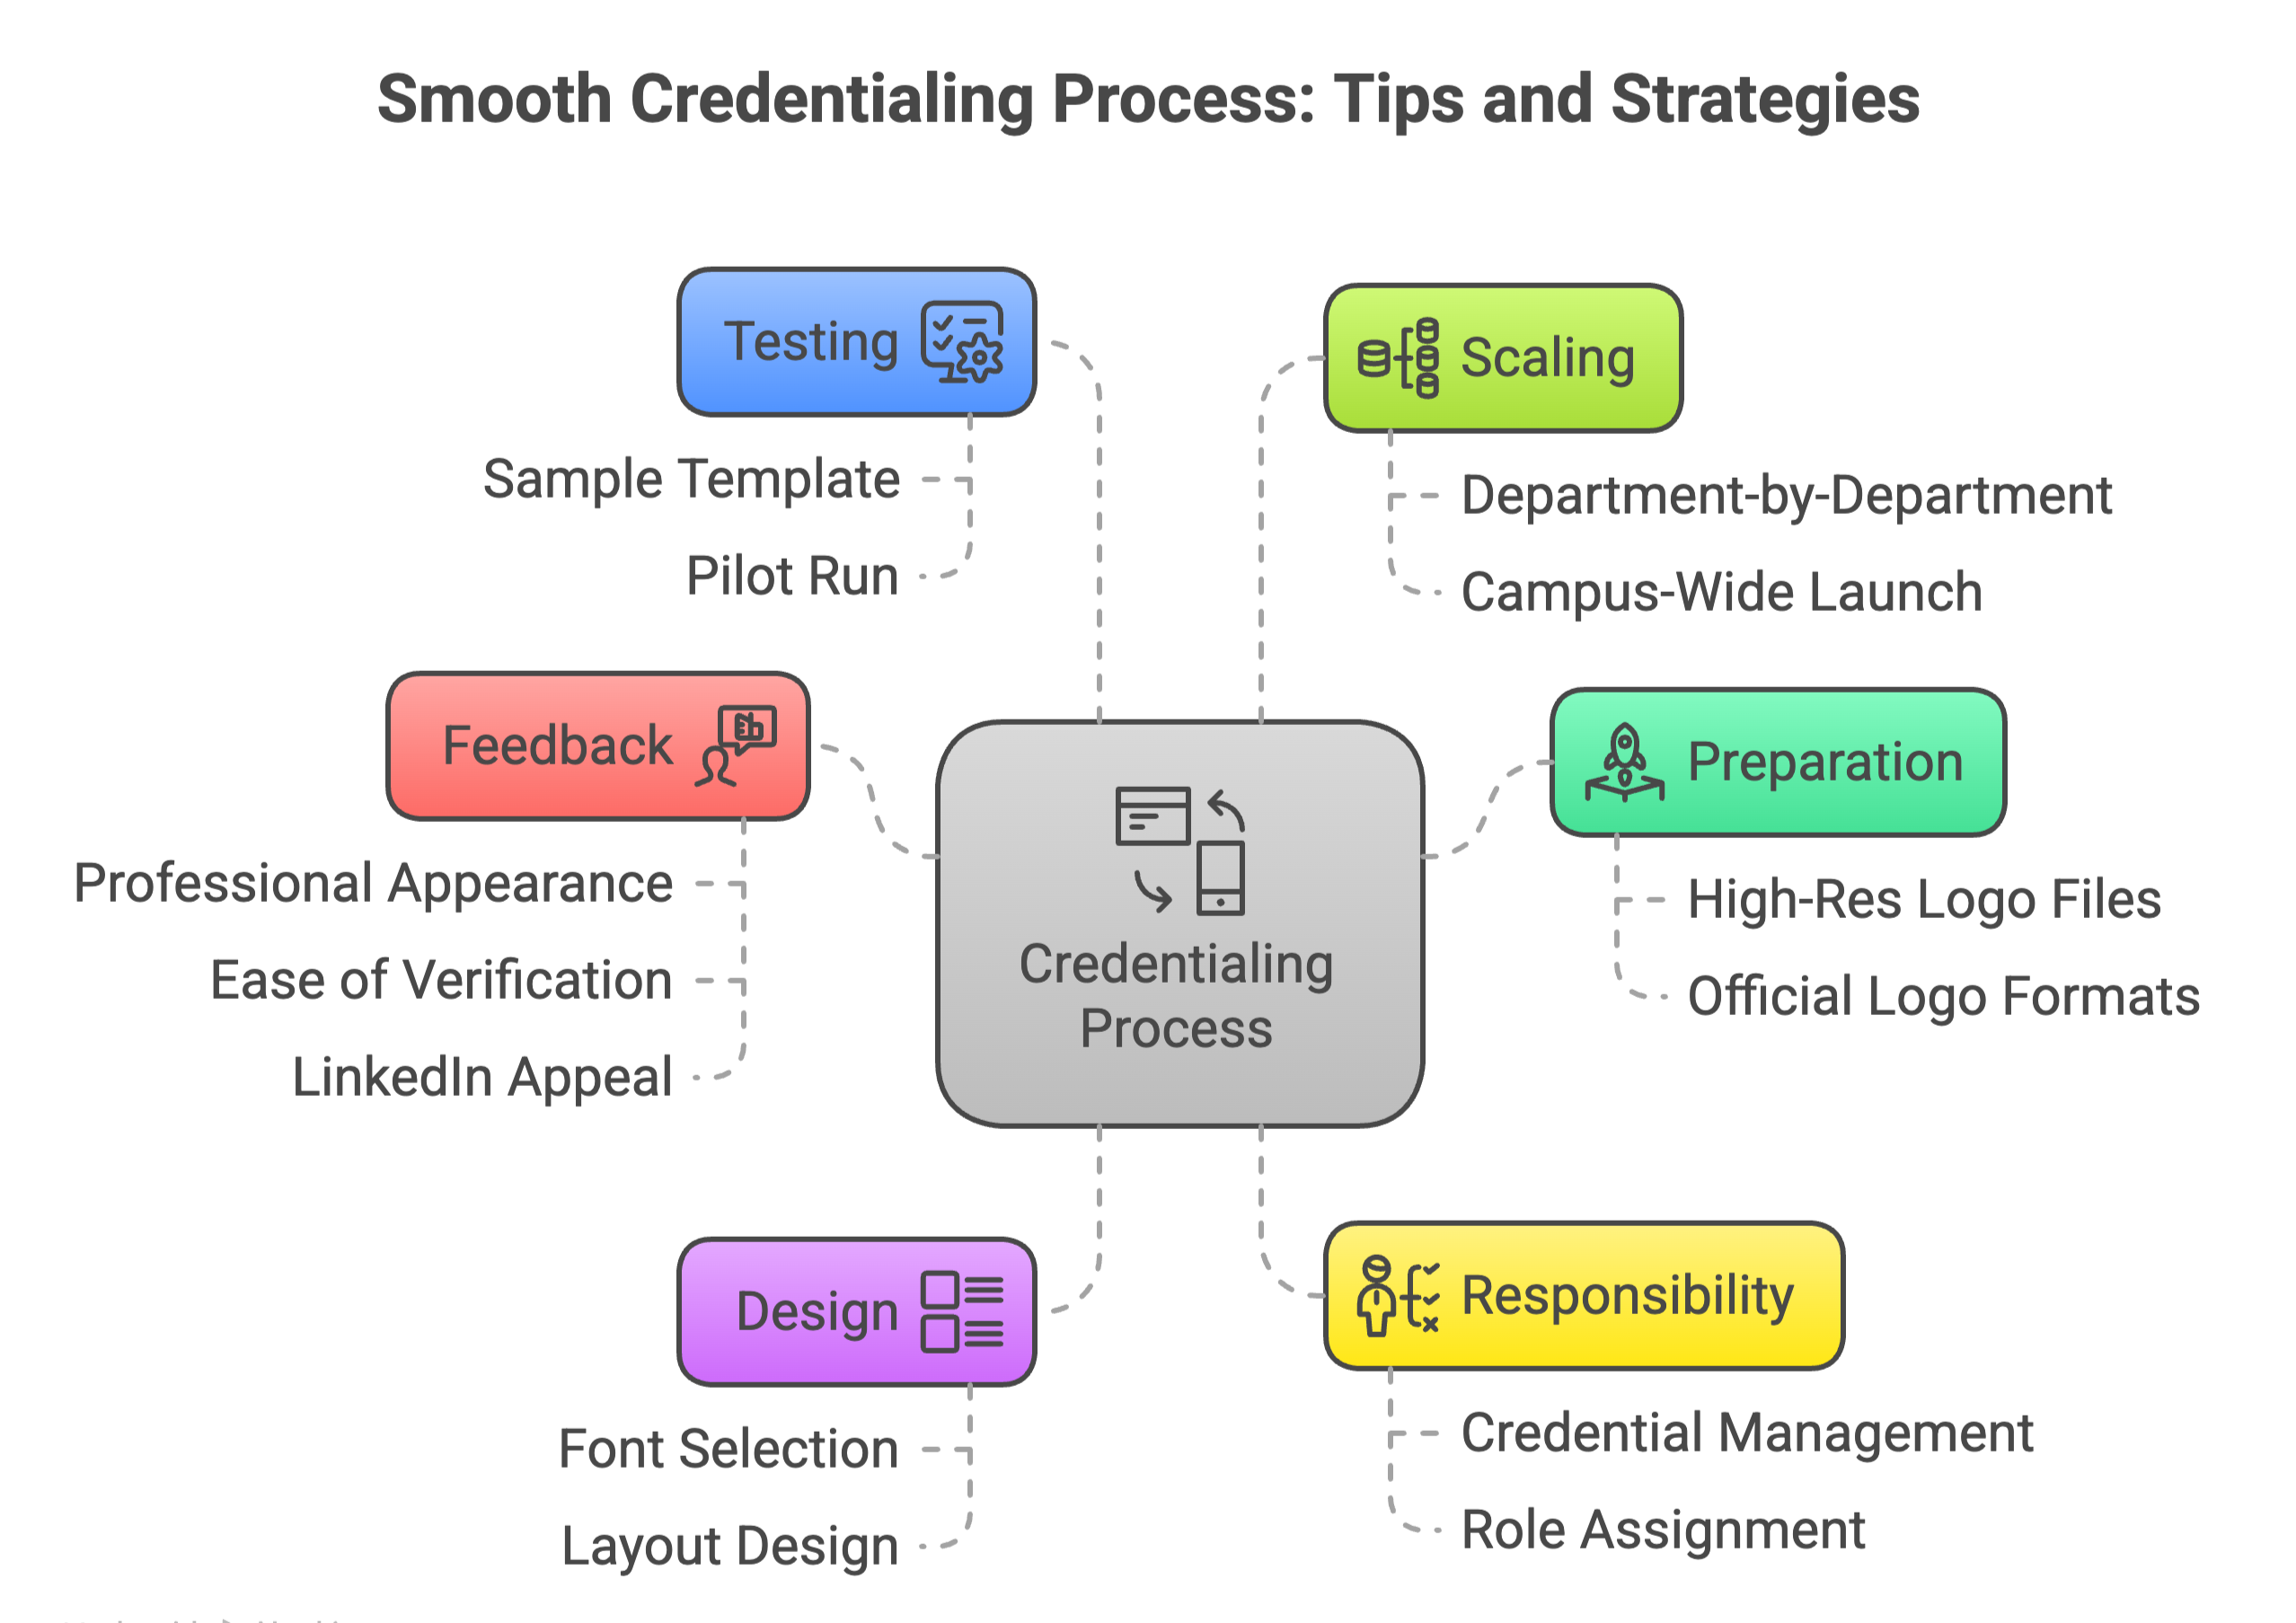 Smooth Credentialing Process: Tips and Strategies
Testing
Sample Template
Pilot Run
Scaling
Department-by-Department
Campus-Wide Launch
Feedback
Professional Appearance
Ease of Verification
LinkedIn Appeal
Preparation
High-Res Logo Files
Official Logo Formats
Credentialing
Process
Design
Font Selection
Layout Design
Responsibility
Credential Management
Role Assignment